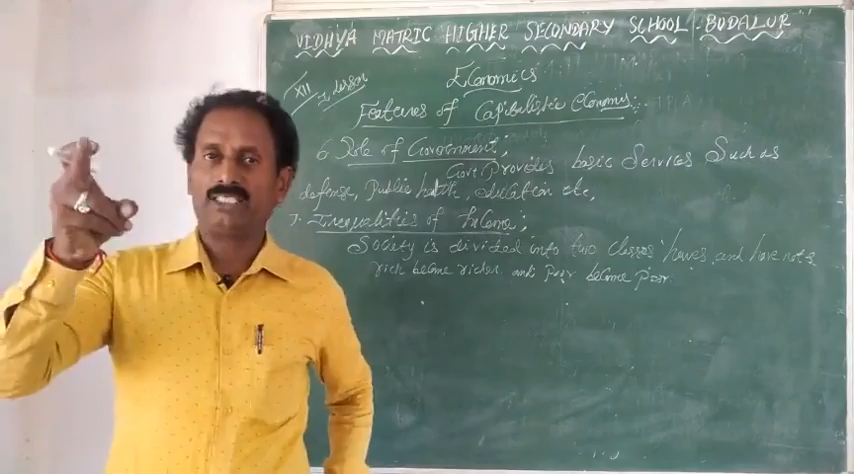 VIDHYA MATRIC HIGHER SECONDARY SCHOOL - BODALUR
XII
I lesson
Economics
Features of Capitalistic Economies:
6. Role of Government;
Govt Provides basic Services Such as
defense, Public health, education etc,
7. Inequalities of Income;
Society is divided into two classes 'haves and have nots
rich become richer and Poor become Poor.